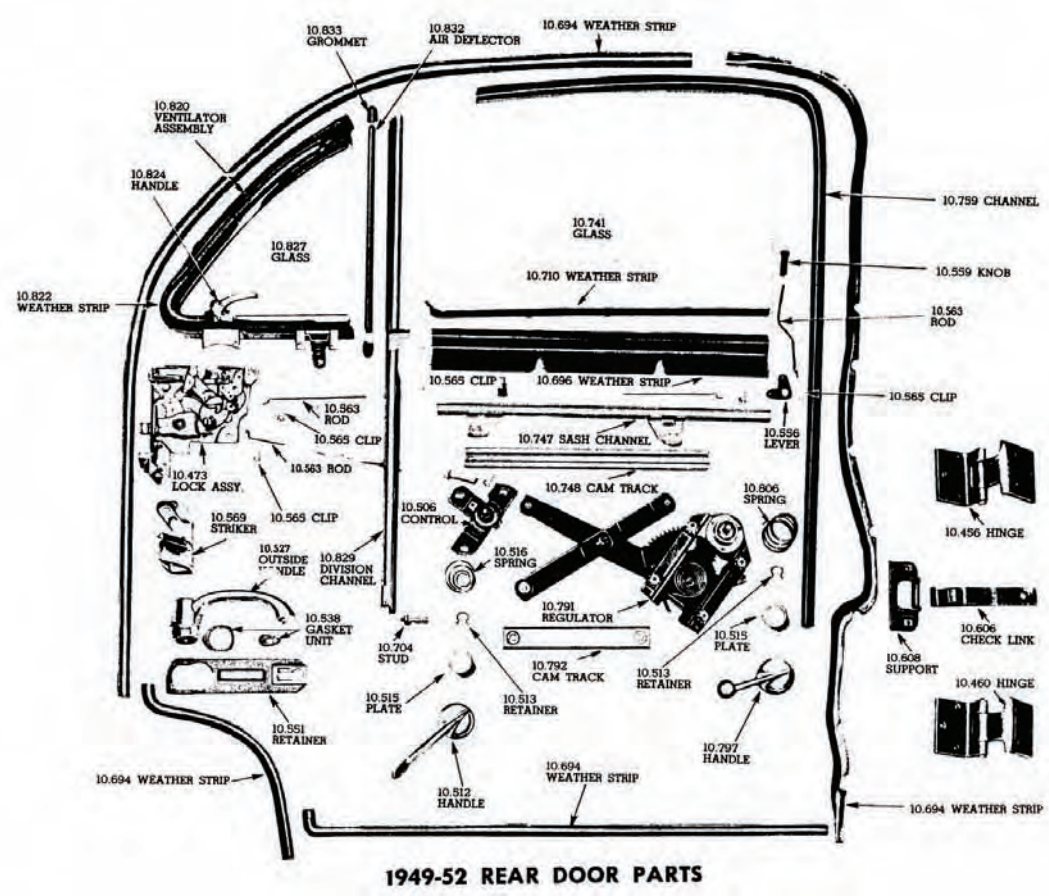 10.694 WEATHER STRIP
10.833
GROMMET
10.832
AIR DEFLECTOR
10.820
VENTILATOR
ASSEMBLY
10.824
HANDLE
10.759 CHANNEL
10.741
GLASS
10.827
GLASS
10.559 KNOB
10.710 WEATHER STRIP
10.822
WEATHER STRIP
10.563
ROD
10.565 CLIP
10.696 WEATHER STRIP
10.565 CLIP
10.563
ROD
10.565 CLIP
10.747 SASH CHANNEL
10.556
LEVER
10.563 ROD
10.473
LOCK ASSY.
10.748 CAM TRACK
10.606
SPRING
10.506
CONTROL
10.565 CLIP
10.569
STRIKER
10.456 HINGE
10.527
OUTSIDE
HANDLE
10.829
DIVISION
CHANNEL
10.516
SPRING
10.791
REGULATOR
10.538
GASKET
UNIT
10.606
CHECK LINK
10.515
PLATE
10.704
STUD
10.792
CAM TRACK
10.513
RETAINER
10.608
SUPPORT
10.460 HINGE
10.515
PLATE
10.513
RETAINER
10.551
RETAINER
10.797
HANDLE
10.694 WEATHER STRIP
10.694
WEATHER STRIP
10.512
HANDLE
10.694 WEATHER STRIP
1949-52 REAR DOOR PARTS